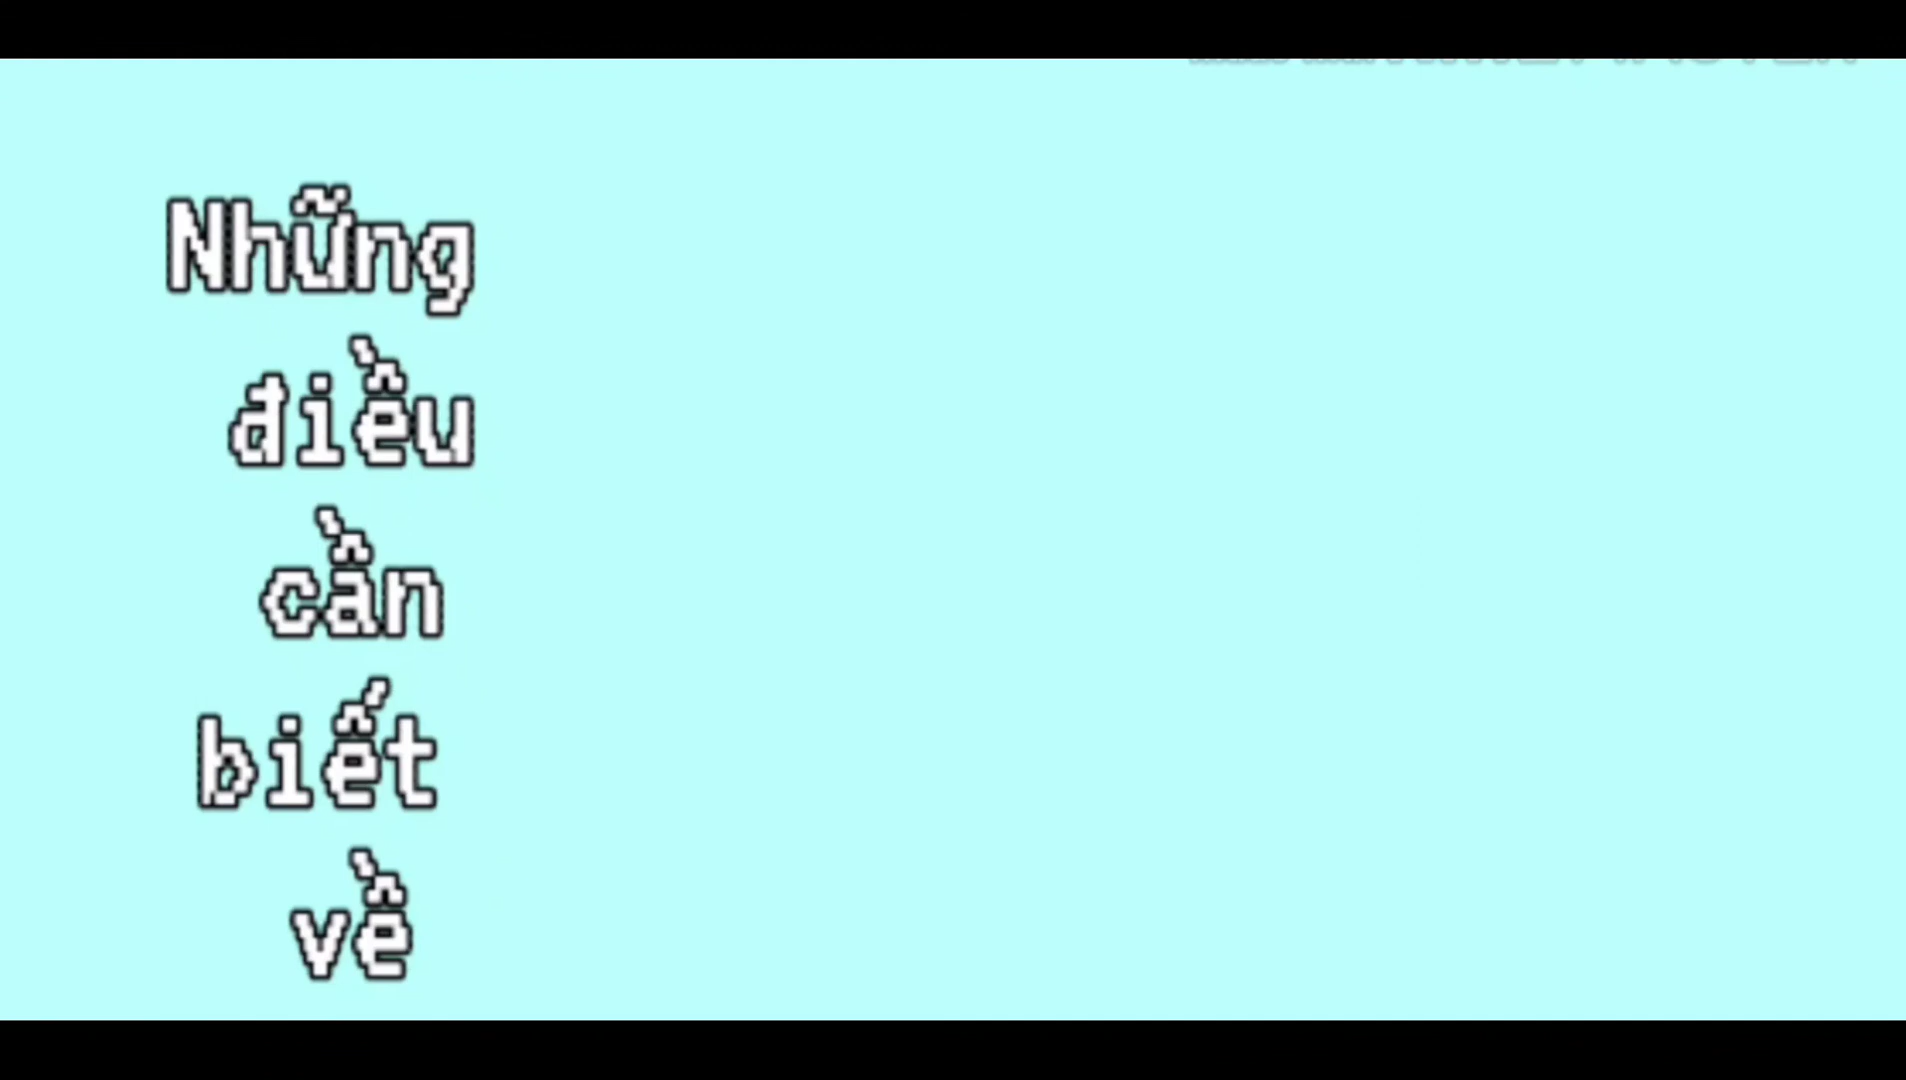 Những
điều
cần
biết
về